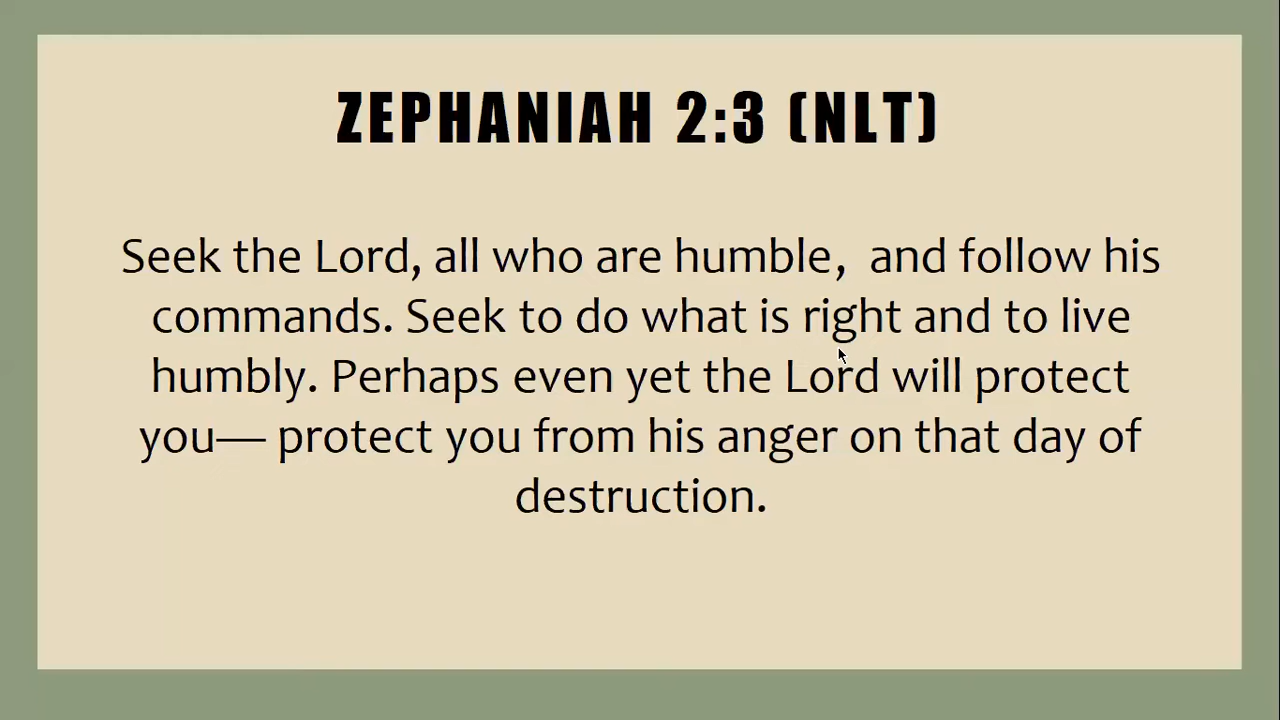 ZEPHANIAH 2:3 (NLT)
Seek the Lord, all who are humble,  and follow his
commands. Seek to do what is right and to live
humbly. Perhaps even yet the Lord will protect
you— protect you from his anger on that day of
destruction.